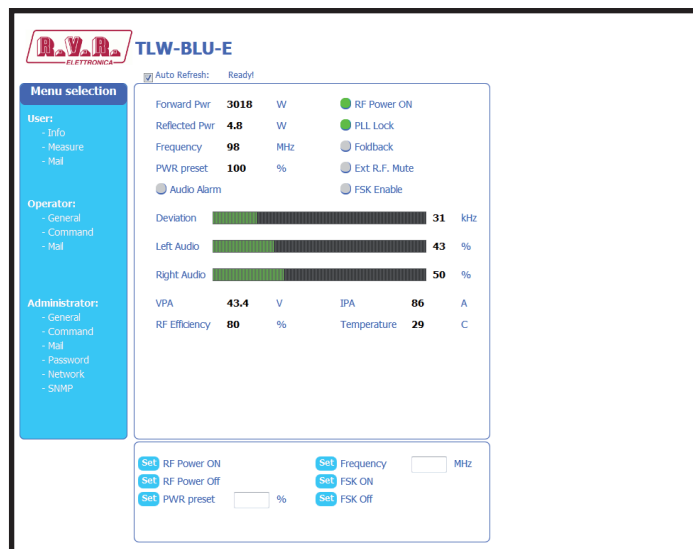 R.V.R.
ELETTRONICA
TLW-BLU-E
Auto Refresh: Ready!
Menu selection
User:
- Info
- Measure
- Mail
Operator:
- General
- Command
- Mail
Administrator:
- General
- Command
- Mail
- Password
- Network
- SNMP
Forward Pwr 3018 W RF Power ON
Reflected Pwr 4.8 W PLL Lock
Frequency 98 MHz Foldback
PWR preset 100 % Ext R.F. Mute
Audio Alarm FSK Enable
Deviation 31 kHz
Left Audio 43 %
Right Audio 50 %
VPA 43.4 V IPA 86 A
RF Efficiency 80 % Temperature 29 C
Set RF Power ON Set Frequency MHz
Set RF Power Off Set FSK ON
Set PWR preset % Set FSK Off